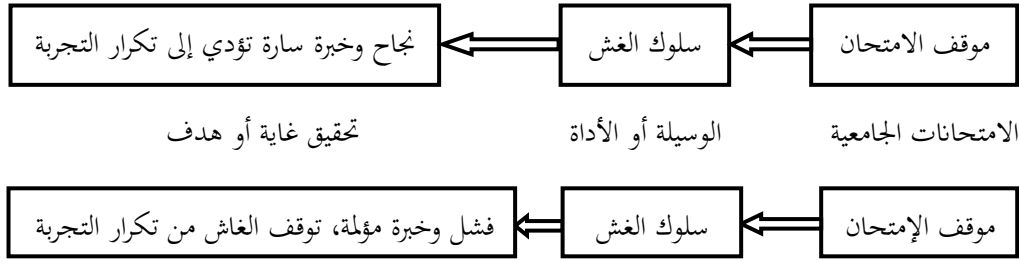 موقف الامتحان سلوك الغش نجاح وخبرة سارة تؤدي إلى تكرار التجربة
الامتحانات الجامعية الوسيلة أو الأداة تحقيق غاية أو هدف
موقف الإمتحان سلوك الغش فشل وخبرة مؤلمة، توقف الغاش من تكرار التجربة